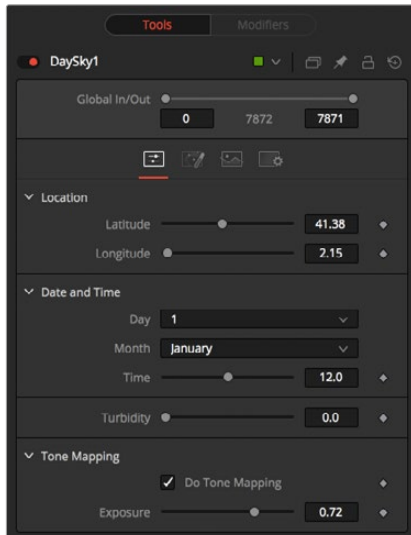 Tools Modifiers
DaySky1
Global In/Out
0 7872 7871
Location
Latitude 41.38
Longitude 2.15
Date and Time
Day 1
Month January
Time 12.0
Turbidity 0.0
Tone Mapping
Do Tone Mapping
Exposure 0.72